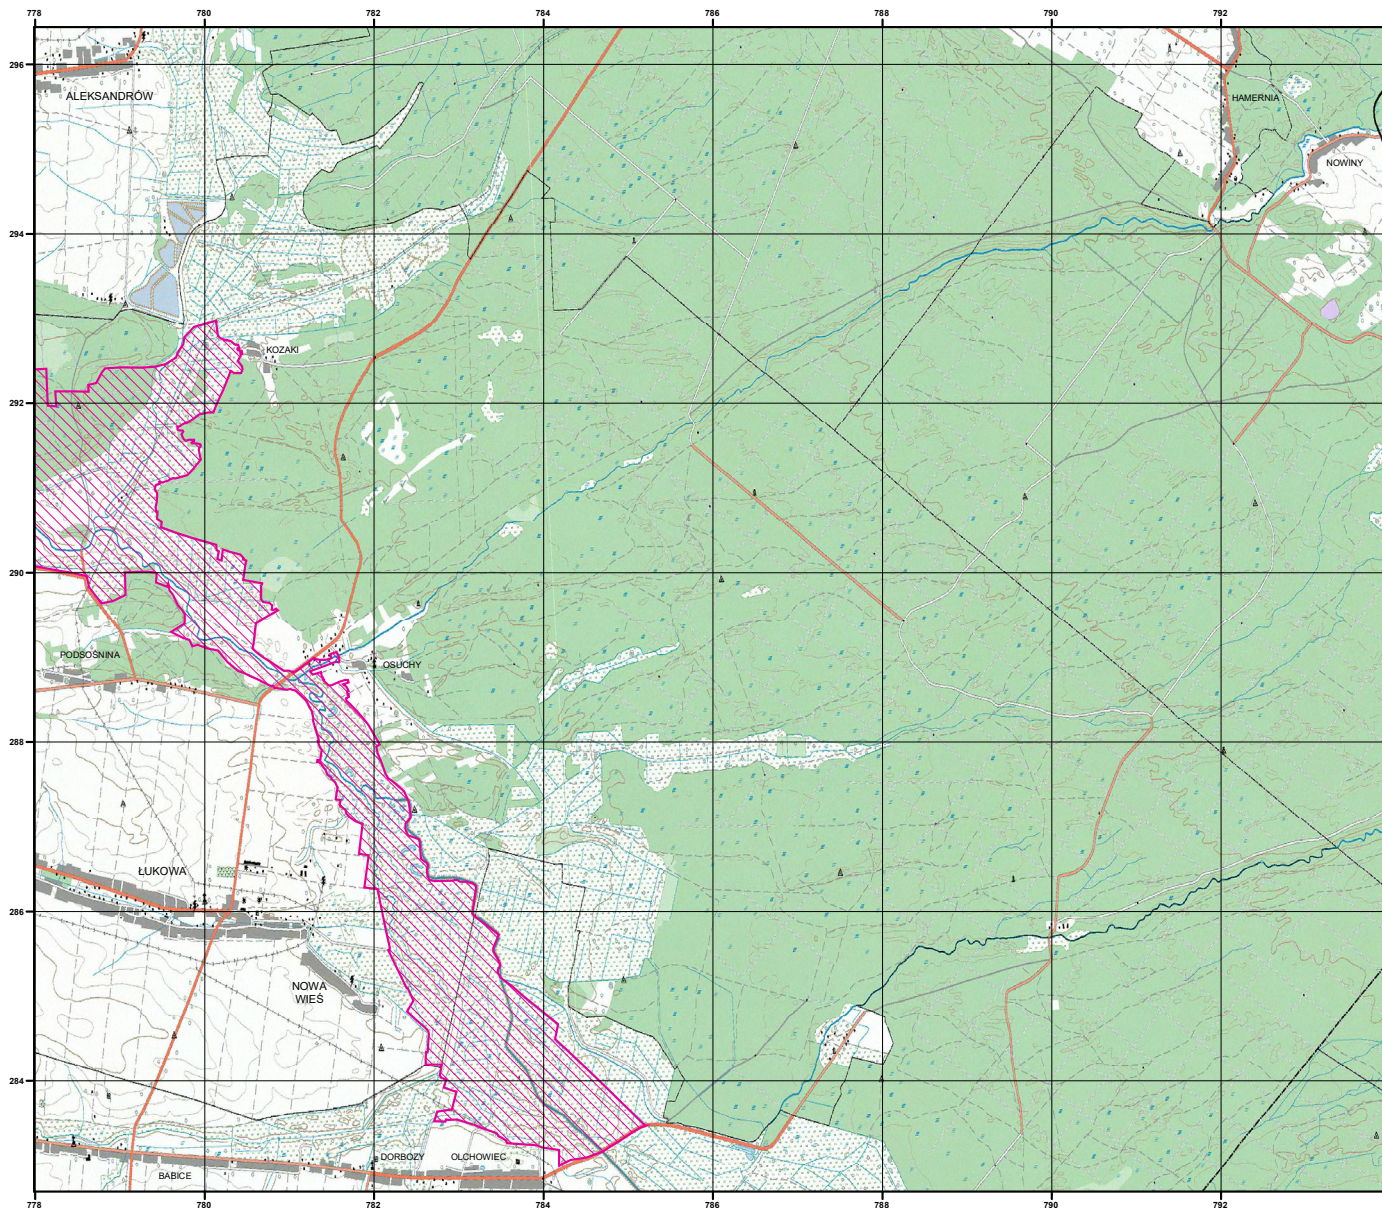 778 780 782 784 786 788 790 792
296
ALEKSANDRÓW
HAMERNIA
NOWINY
294
KOZAKI
292
290
PODSOŚNINA
OSUCHY
288
ŁUKOWA
286
NOWA
WIEŚ
284
DORBOZY
OLCHOWIEC
BABICE
778 780 782 784 786 788 790 792